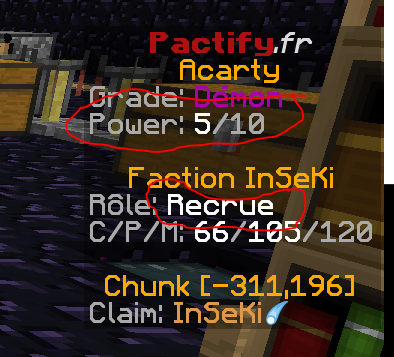 Pactify.fr
Acarty
Grade: Démon
Power: 5/10
Faction InSeKi
Rôle: Recrue
C/P/M: 66/105/120
Chunk [-311,196]
Claim: InSeKi